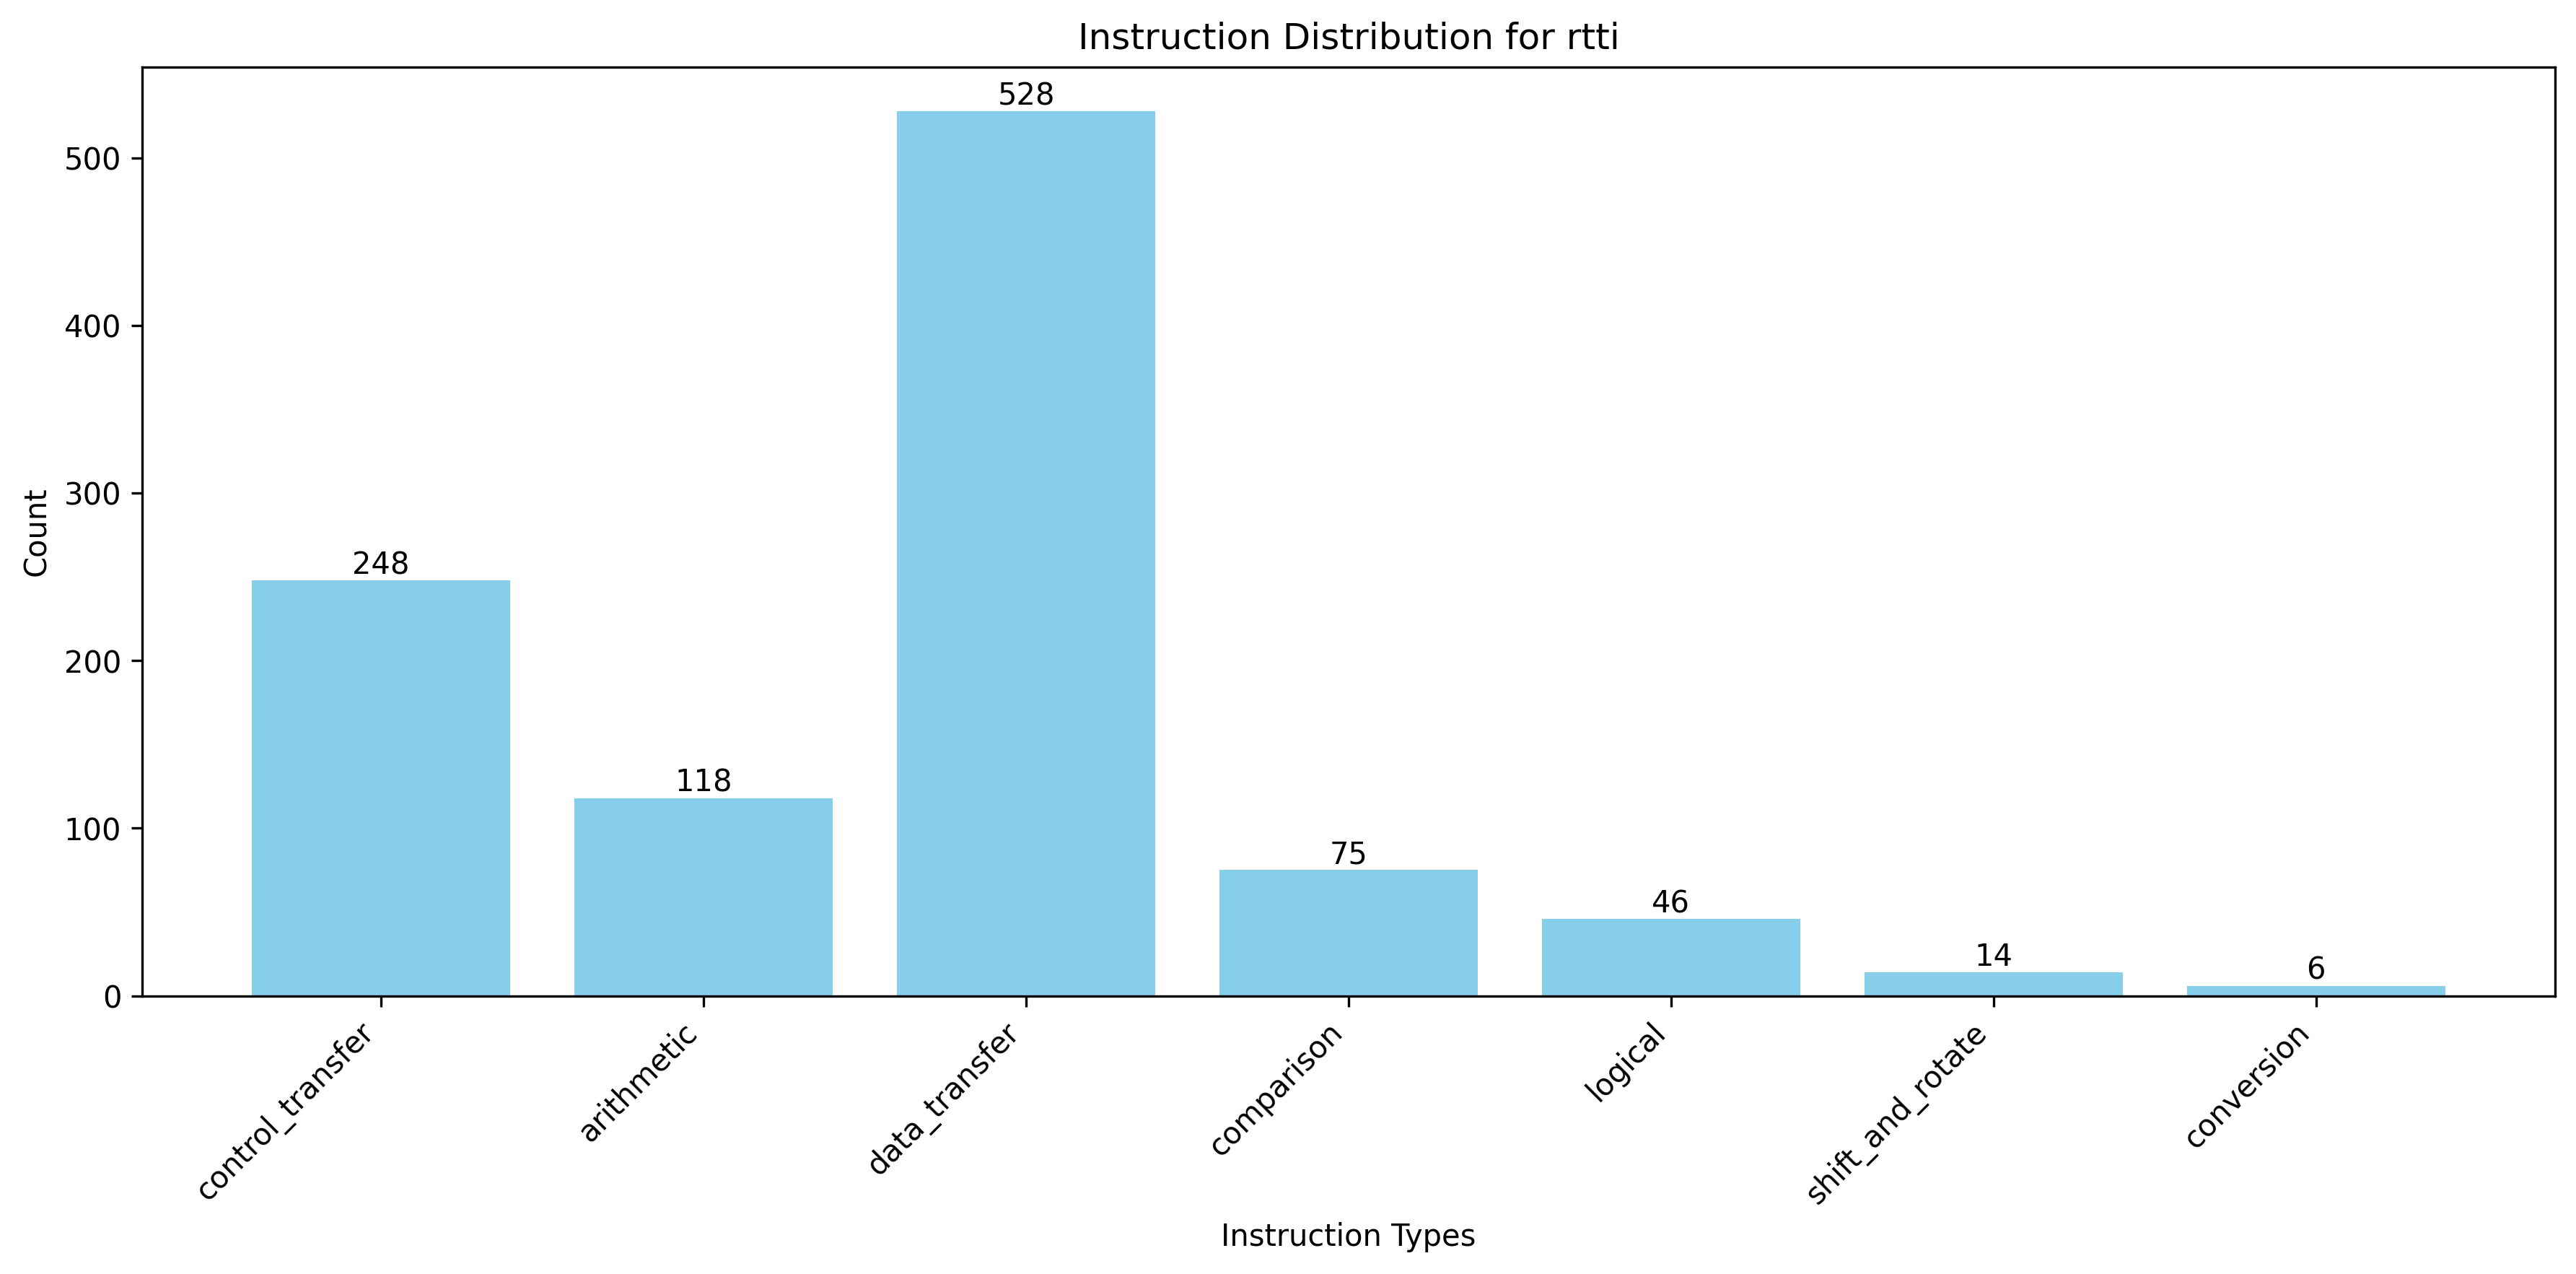 Instruction Distribution for rtti
528
500
400
300
248
200
118
100
75
46
14
6
0
Count
control_transfer
arithmetic
data_transfer
comparison
logical
shift_and_rotate
conversion
Instruction Types